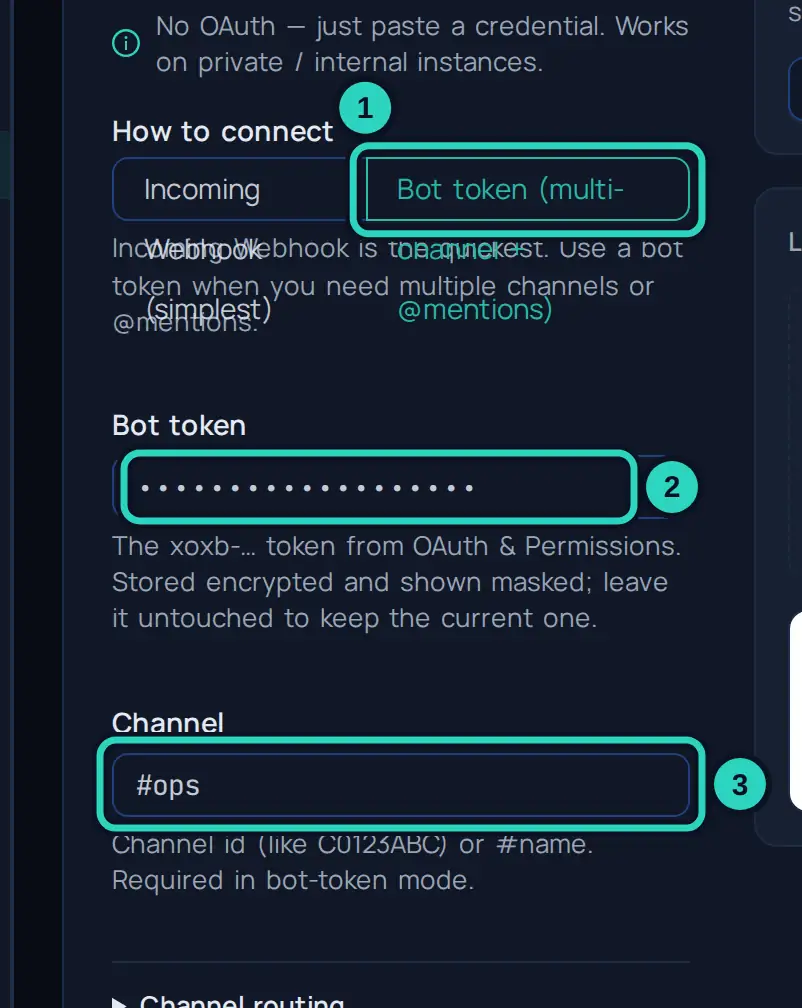 No OAuth — just paste a credential. Works
on private / internal instances.
1
How to connect
Incoming
Webhook
(simplest)
Bot token (multi-
channel +
@mentions)
Incoming Webhook is the quickest. Use a bot
token when you need multiple channels or
@mentions.
Bot token
•••••••••••••••••••
2
The xoxb-… token from OAuth & Permissions.
Stored encrypted and shown masked; leave
it untouched to keep the current one.
Channel
#ops
3
Channel id (like C0123ABC) or #name.
Required in bot-token mode.
Channel routing